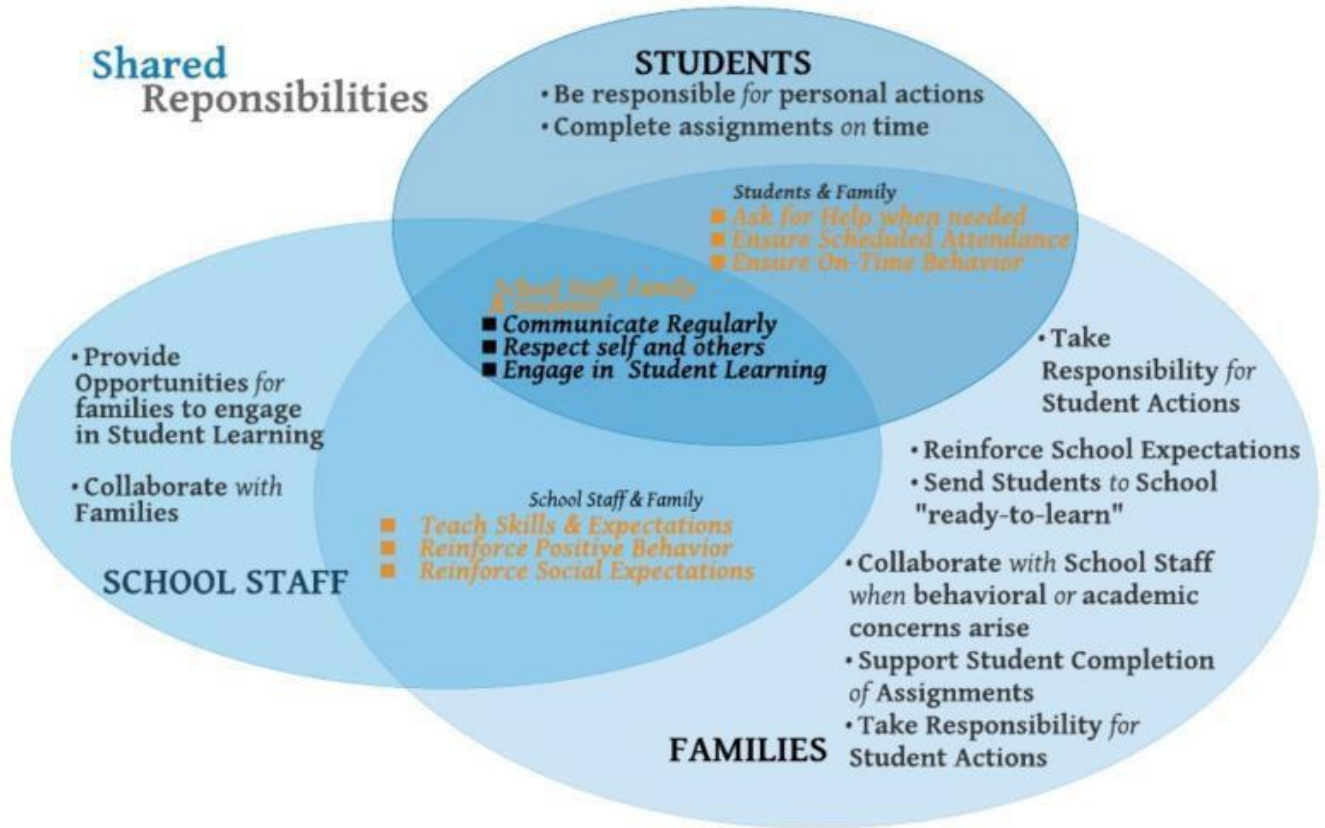 Shared
Reponsibilities
STUDENTS
• Be responsible for personal actions
• Complete assignments on time
Students & Family
■ Ask for Help when needed
■ Ensure Scheduled Attendance
■ Ensure On-Time Behavior
School Staff, Family
& Students
■ Communicate Regularly
■ Respect self and others
■ Engage in Student Learning
• Provide
Opportunities for
families to engage
in Student Learning
• Collaborate with
Families
SCHOOL STAFF
School Staff & Family
■ Teach Skills & Expectations
■ Reinforce Positive Behavior
■ Reinforce Social Expectations
• Take
Responsibility for
Student Actions
• Reinforce School Expectations
• Send Students to School
"ready-to-learn"
• Collaborate with School Staff
when behavioral or academic
concerns arise
• Support Student Completion
of Assignments
• Take Responsibility for
Student Actions
FAMILIES